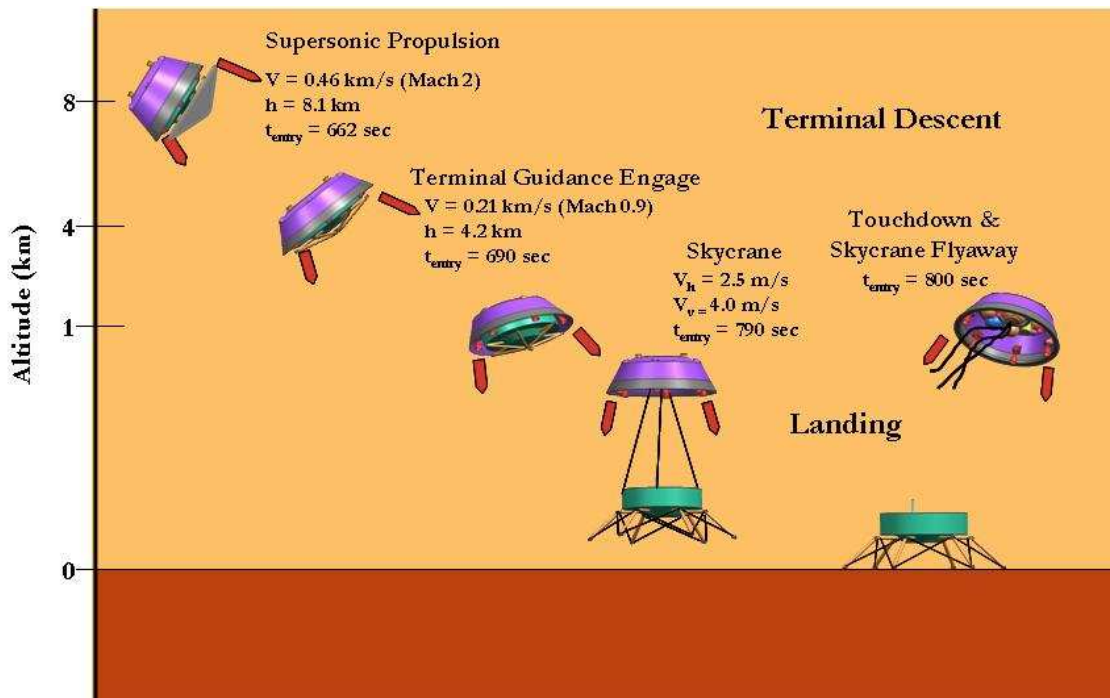 Supersonic Propulsion
V = 0.46 km/s (Mach 2)
h = 8.1 km
t_entry = 662 sec
Terminal Descent
Terminal Guidance Engage
V = 0.21 km/s (Mach 0.9)
h = 4.2 km
t_entry = 690 sec
Skycrane
V_h = 2.5 m/s
V_v = 4.0 m/s
t_entry = 790 sec
Touchdown &
Skycrane Flyaway
t_entry = 800 sec
Landing
Altitude (km)
8
4
1
0